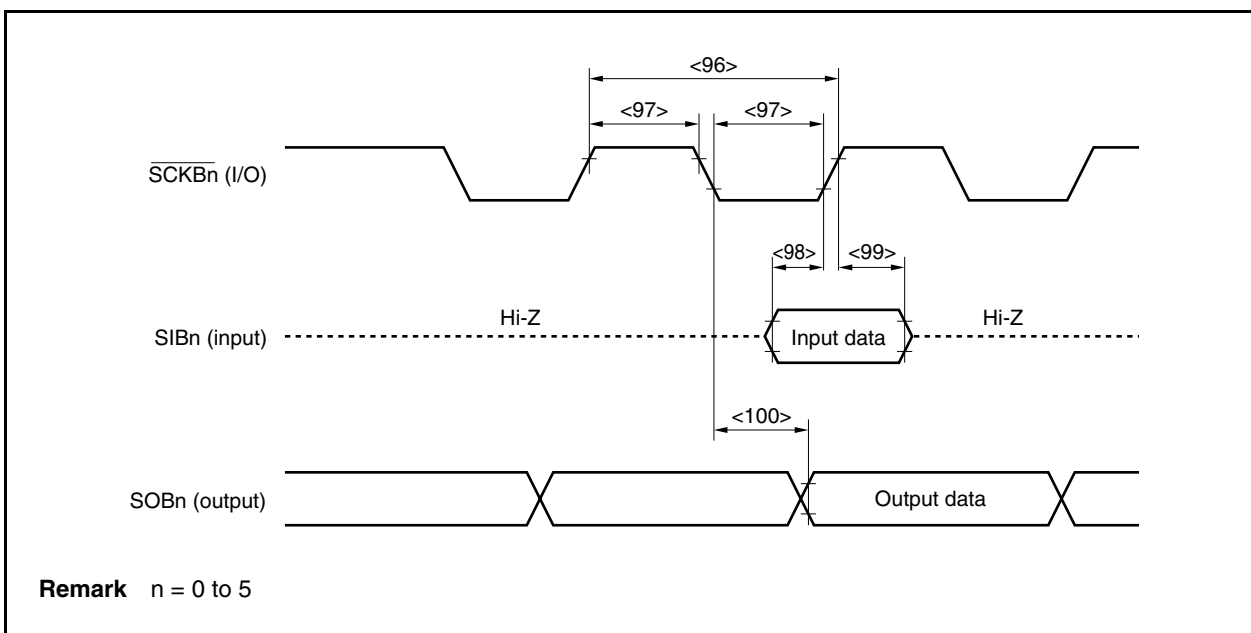 <96>
<97> <97>
SCKBn (I/O)
<98> <99>
Hi-Z Hi-Z
SIBn (input) Input data
<100>
SOBn (output) Output data
Remark n = 0 to 5